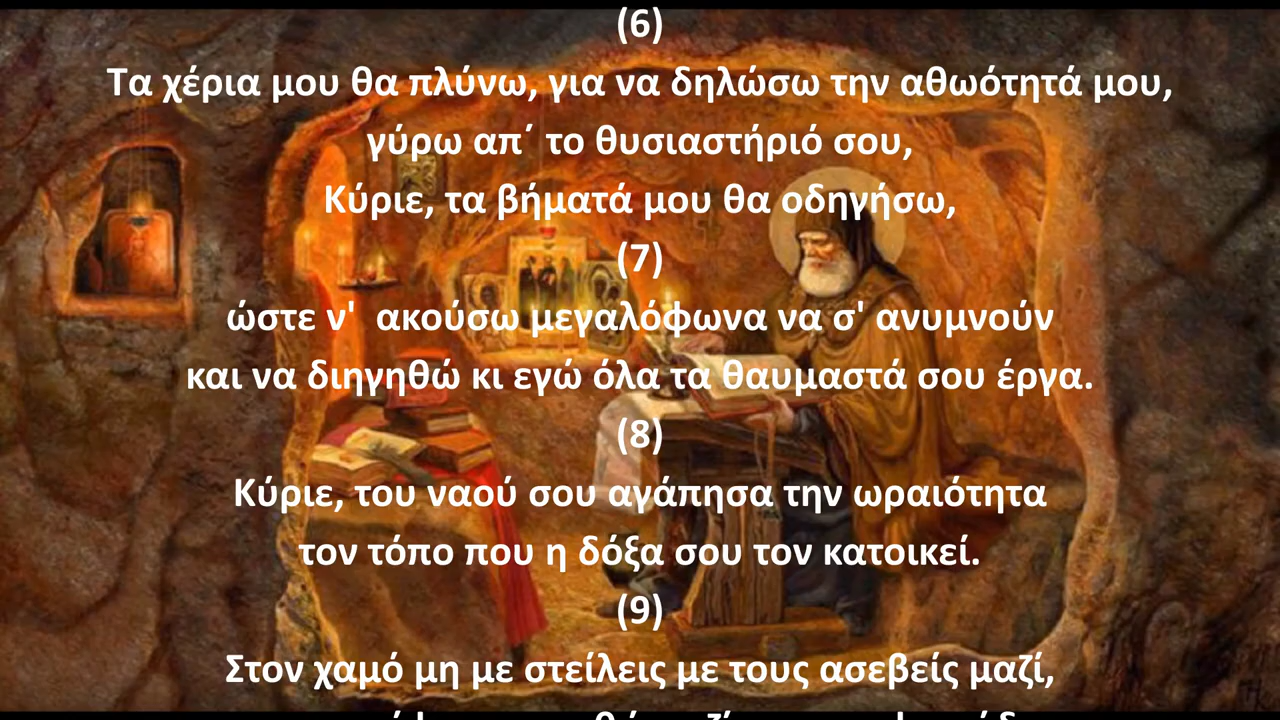 (6)
Τα χέρια μου θα πλύνω, για να δηλώσω την αθωότητά μου,
γύρω απ΄ το θυσιαστήριό σου,
Κύριε, τα βήματά μου θα οδηγήσω,
(7)
ώστε ν' ακούσω μεγαλόφωνα να σ' ανυμνούν
και να διηγηθώ κι εγώ όλα τα θαυμαστά σου έργα.
(8)
Κύριε, του ναού σου αγάπησα την ωραιότητα
τον τόπο που η δόξα σου τον κατοικεί.
(9)
Στον χαμό μη με στείλεις με τους ασεβείς μαζί,